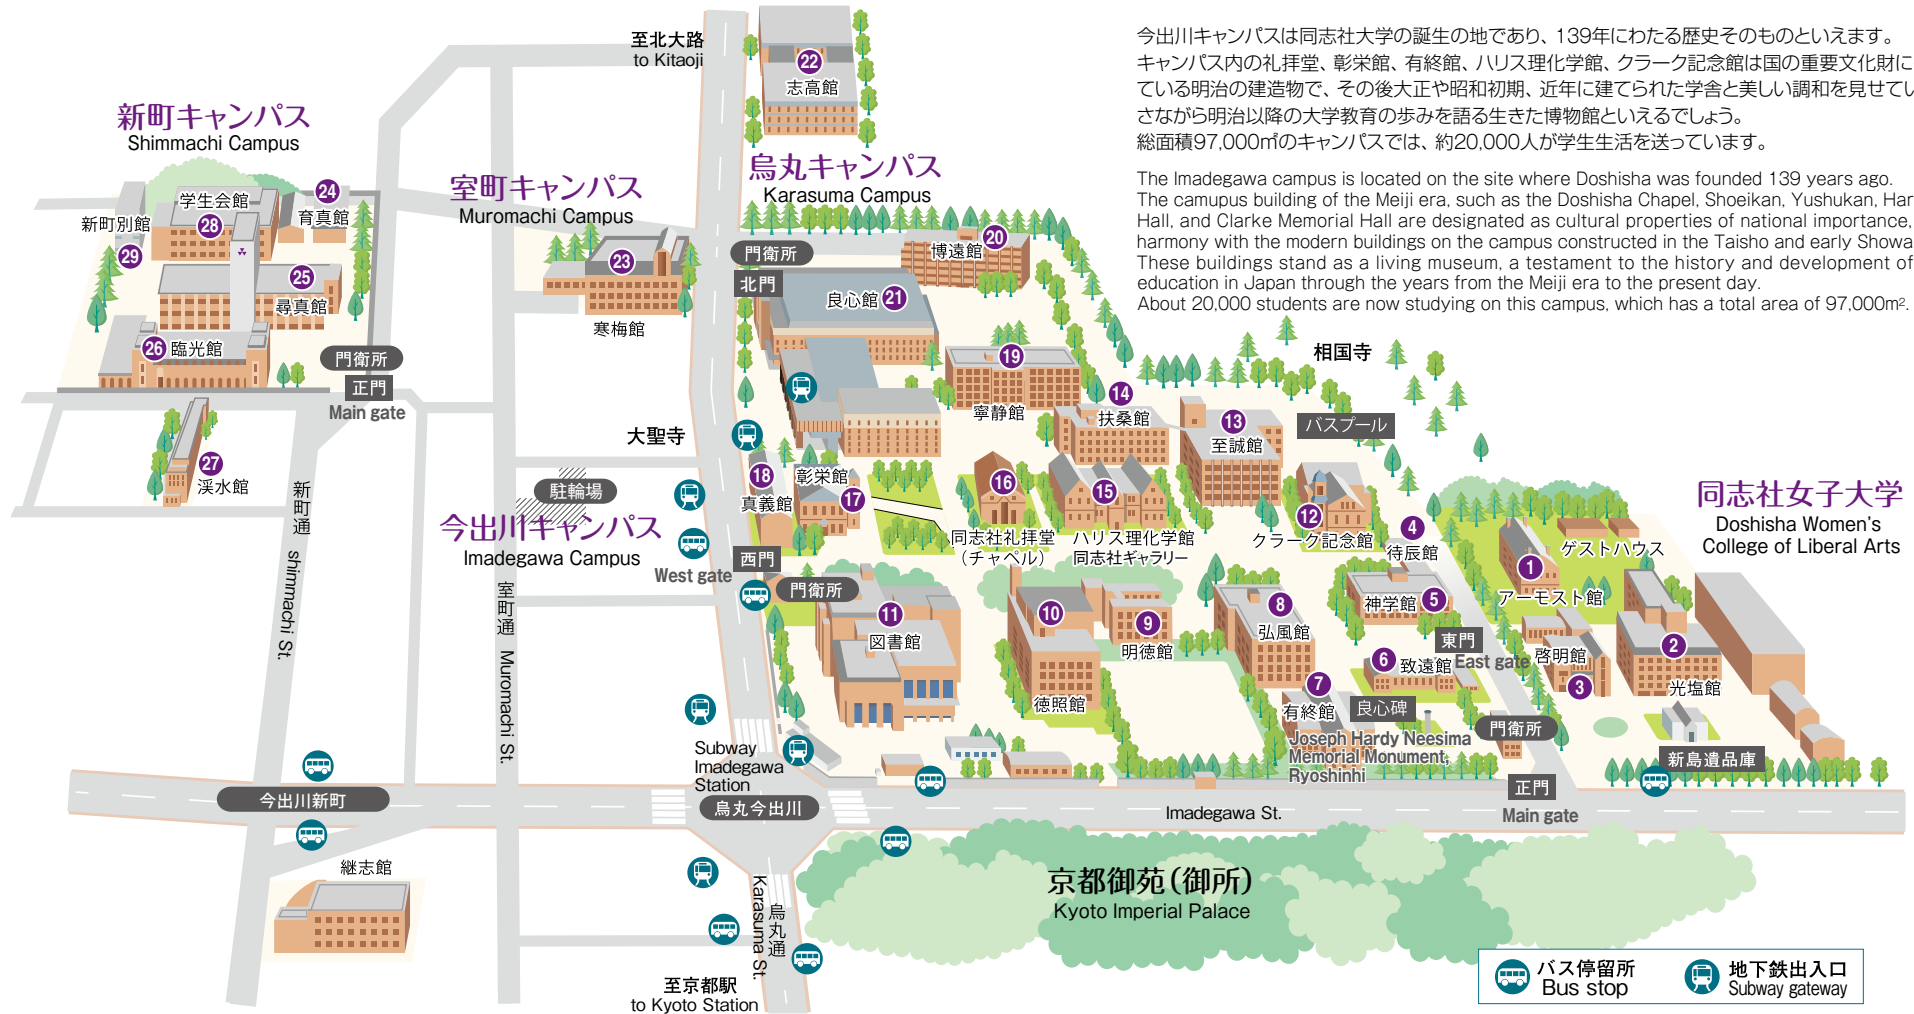 今出川キャンパスは同志社大学の誕生の地であり、139年にわたる歴史そのものといえます。
キャンパス内の礼拝堂、彰栄館、有終館、ハリス理化学館、クラーク記念館は国の重要文化財に
ている明治の建造物で、その後大正や昭和初期、近年に建てられた学舎と美しい調和を見せてい
さながら明治以降の大学教育の歩みを語る生きた博物館といえるでしょう。
総面積97,000㎡のキャンパスでは、約20,000人が学生生活を送っています。
The Imadegawa campus is located on the site where Doshisha was founded 139 years ago.
The camupus building of the Meiji era, such as the Doshisha Chapel, Shoeikan, Yushukan, Har
Hall, and Clarke Memorial Hall are designated as cultural properties of national importance,
harmony with the modern buildings on the campus constructed in the Taisho and early Showa
These buildings stand as a living museum, a testament to the history and development of
education in Japan through the years from the Meiji era to the present day.
About 20,000 students are now studying on this campus, which has a total area of 97,000m².
至北大路
to Kitaoji
22
志高館
新町キャンパス
Shimmachi Campus
室町キャンパス
Muromachi Campus
烏丸キャンパス
Karasuma Campus
学生会館
28
24
育真館
新町別館
29
25
尋真館
26
臨光館
門衛所
正門
Main gate
27
渓水館
23
寒梅館
門衛所
北門
20
博遠館
良心館
21
19
寧静館
14
扶桑館
13
至誠館
相国寺
バスプール
大聖寺
駐輪場
今出川キャンパス
Imadegawa Campus
18
真義館
彰栄館
17
16
同志社礼拝堂
（チャペル）
15
ハリス理化学館
同志社ギャラリー
12
クラーク記念館
4
待辰館
同志社女子大学
Doshisha Women's
College of Liberal Arts
ゲストハウス
1
アーモスト館
西門
West gate
門衛所
11
図書館
10
徳照館
9
明徳館
8
弘風館
神学館
5
東門
East gate
6
致遠館
7
有終館
良心碑
Joseph Hardy Neesima
Memorial Monument,
Ryoshinhi
啓明館
3
2
光塩館
門衛所
新島遺品庫
正門
Main gate
新町通
Shimmachi St.
室町通
Muromachi St.
Subway
Imadegawa
Station
今出川新町
烏丸今出川
Imadegawa St.
継志館
京都御苑（御所）
Kyoto Imperial Palace
烏丸通
Karasuma St.
至京都駅
to Kyoto Station
バス停留所
Bus stop
地下鉄出入口
Subway gateway